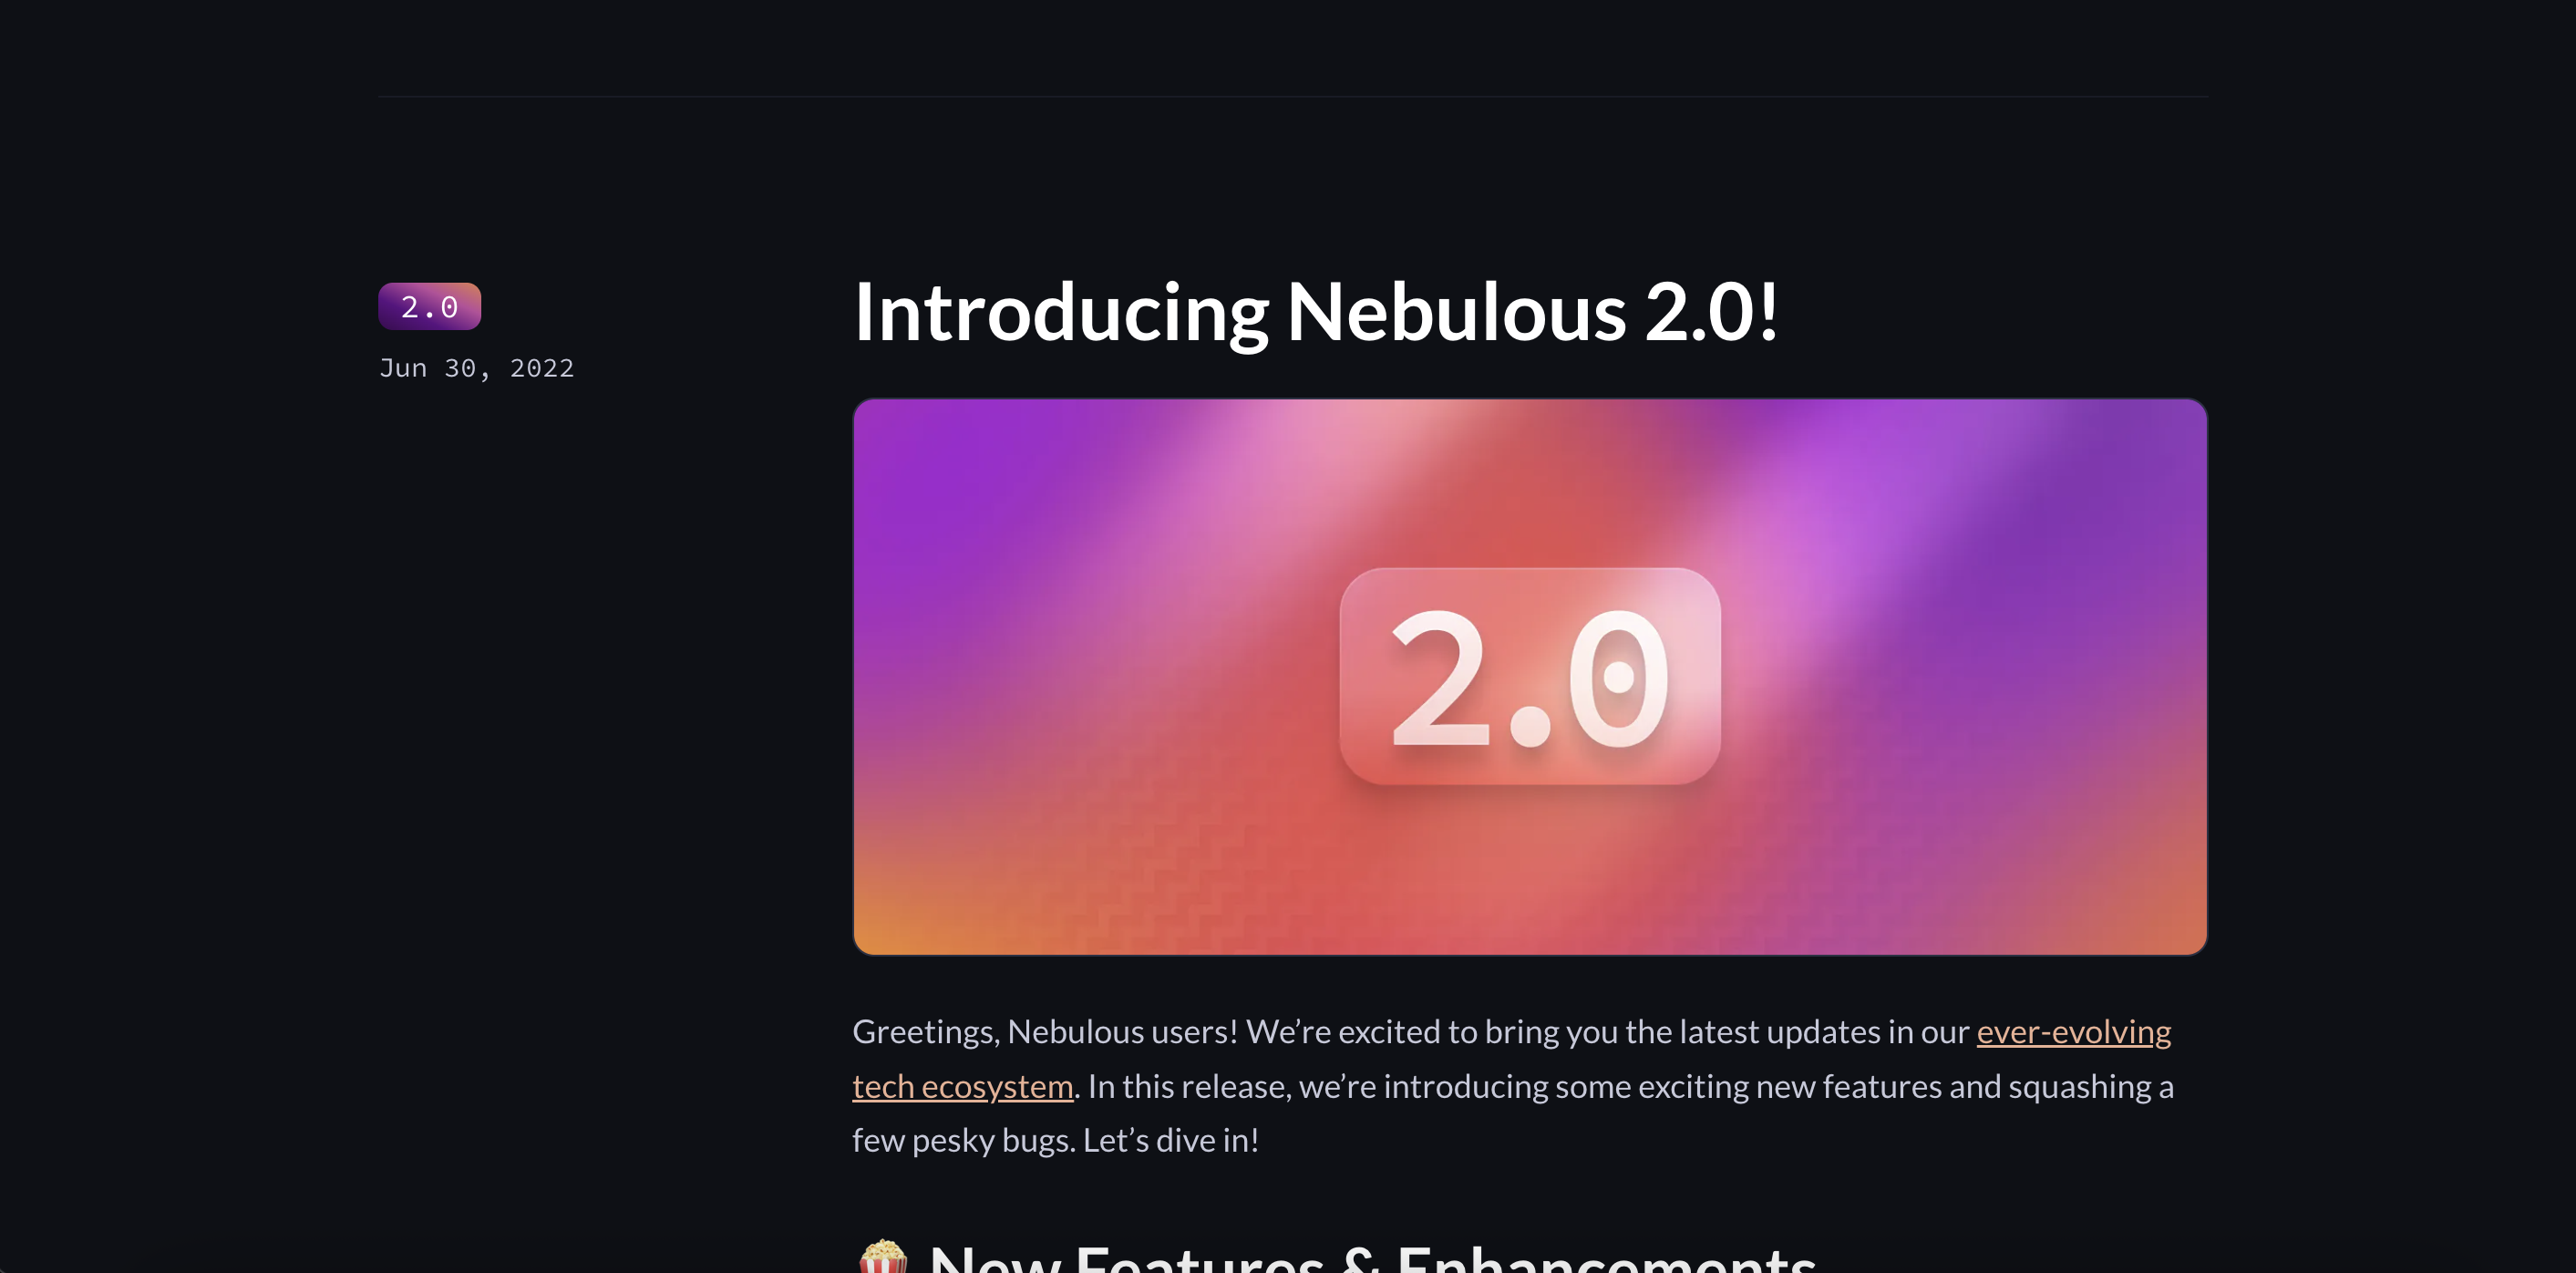 2.0
Jun 30, 2022
Introducing Nebulous 2.0!
2.0
Greetings, Nebulous users! We’re excited to bring you the latest updates in our ever-evolving
tech ecosystem. In this release, we’re introducing some exciting new features and squashing a
few pesky bugs. Let’s dive in!
🍿 New Features & Enhancements